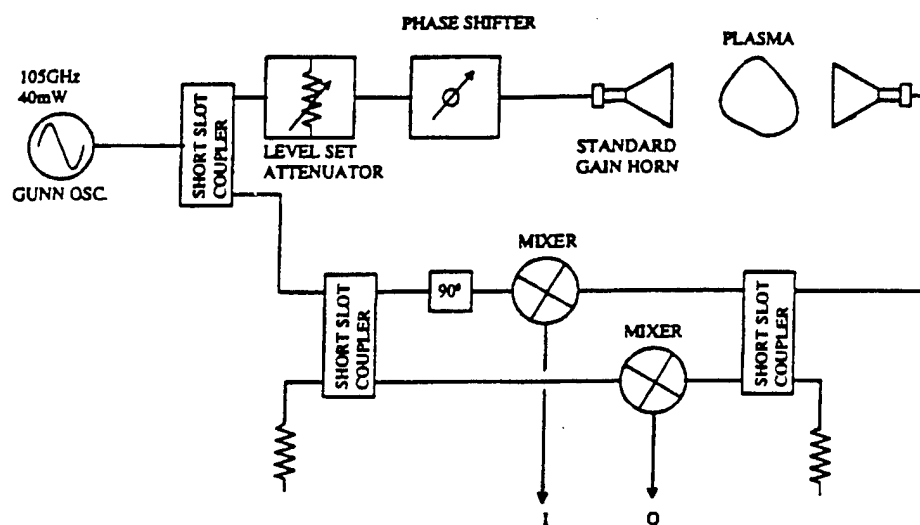 PHASE SHIFTER
PLASMA
105GHz
40mW
GUNN OSC.
SHORT SLOT
COUPLER
LEVEL SET
ATTENUATOR
STANDARD
GAIN HORN
MIXER
90°
MIXER
SHORT SLOT
COUPLER
SHORT SLOT
COUPLER
I
Q